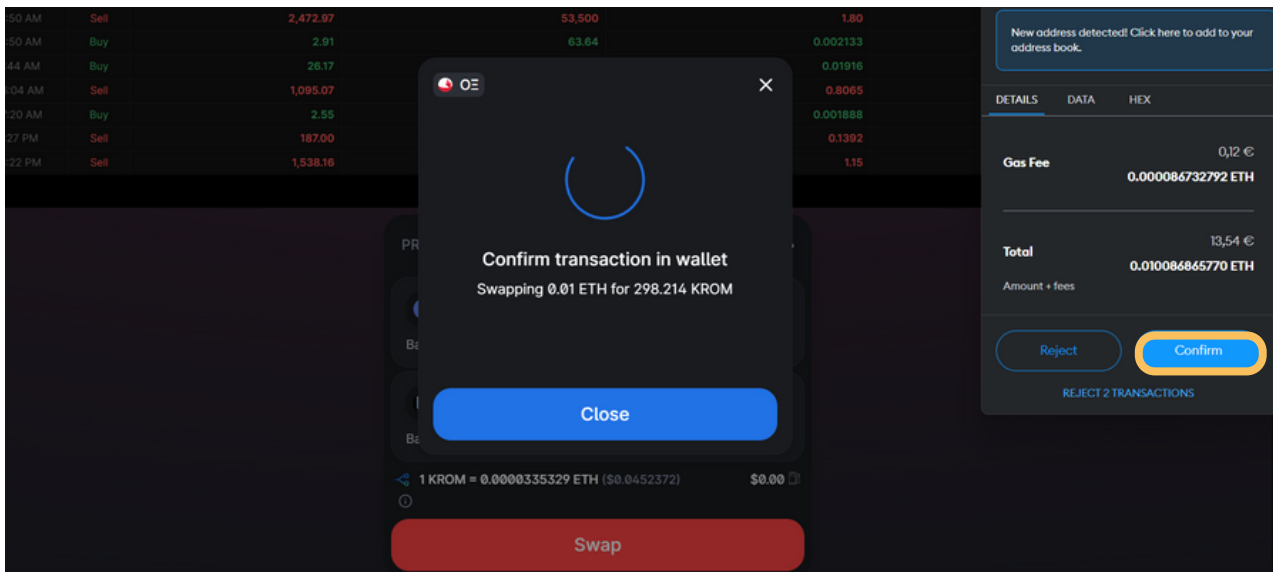 :50 AM Sell 2,472.97 53,500 1.80
:50 AM Buy 2.91 63.64 0.002133
:44 AM Buy 26.17 0.01916
:04 AM Sell 1,095.07 0.8065
:20 AM Buy 2.55 0.001888
:27 PM Sell 187.00 0.1392
:22 PM Sell 1,538.16 1.15
Confirm transaction in wallet
Swapping 0.01 ETH for 298.214 KROM
Close
PR
Ba
Ba
1 KROM = 0.0000335329 ETH ($0.0452372) $0.00
Swap
New address detected! Click here to add to your
address book.
DETAILS DATA HEX
0,12 €
Gas Fee
0.000086732792 ETH
13,54 €
Total
0.010086865770 ETH
Amount + fees
Reject Confirm
REJECT 2 TRANSACTIONS